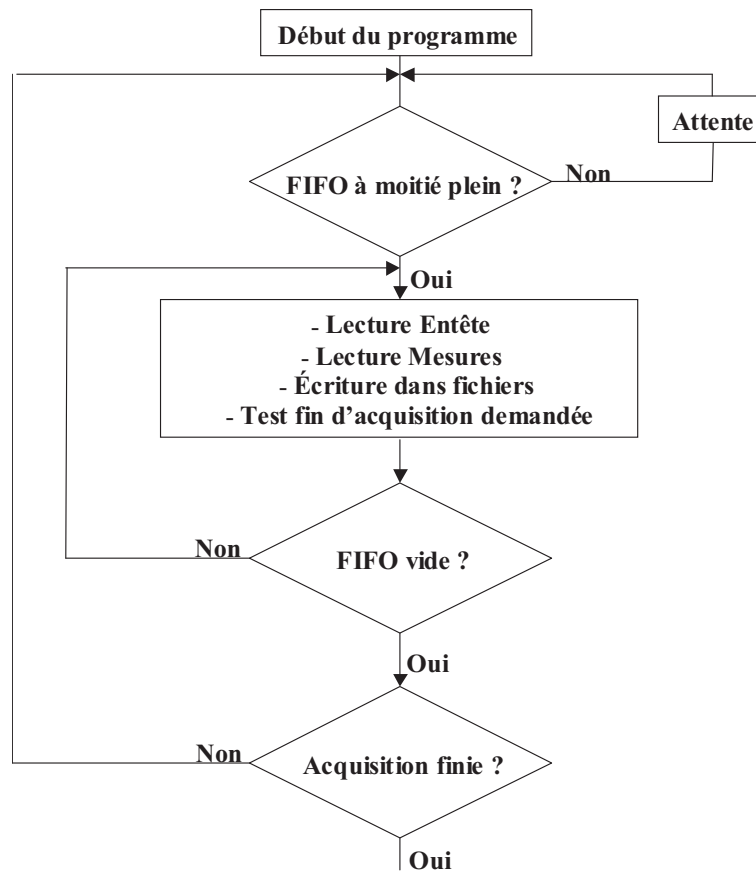 Début du programme
Attente
FIFO à moitié plein ?
Non
Oui
- Lecture Entête
- Lecture Mesures
- Écriture dans fichiers
- Test fin d'acquisition demandée
Non
FIFO vide ?
Oui
Non
Acquisition finie ?
Oui